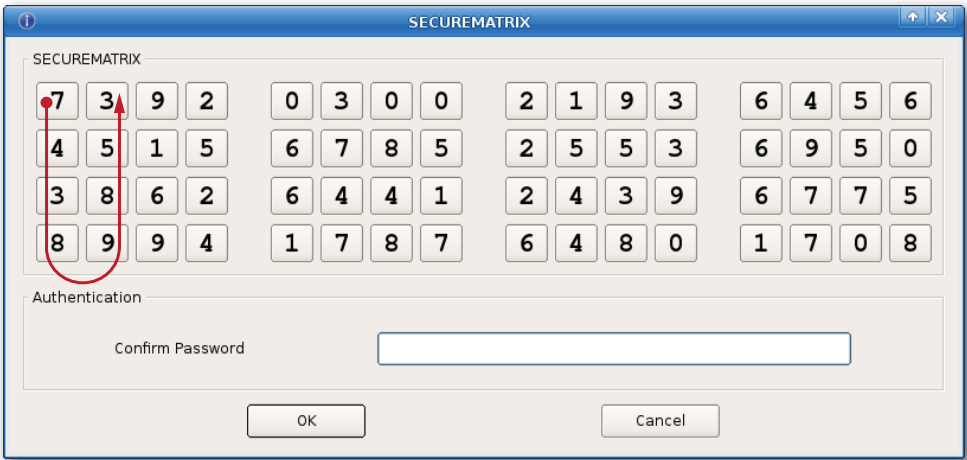 SECUREMATRIX
SECUREMATRIX
7 3 9 2 0 3 0 0 2 1 9 3 6 4 5 6
4 5 1 5 6 7 8 5 2 5 5 3 6 9 5 0
3 8 6 2 6 4 4 1 2 4 3 9 6 7 7 5
8 9 9 4 1 7 8 7 6 4 8 0 1 7 0 8
Authentication
Confirm Password
OK Cancel